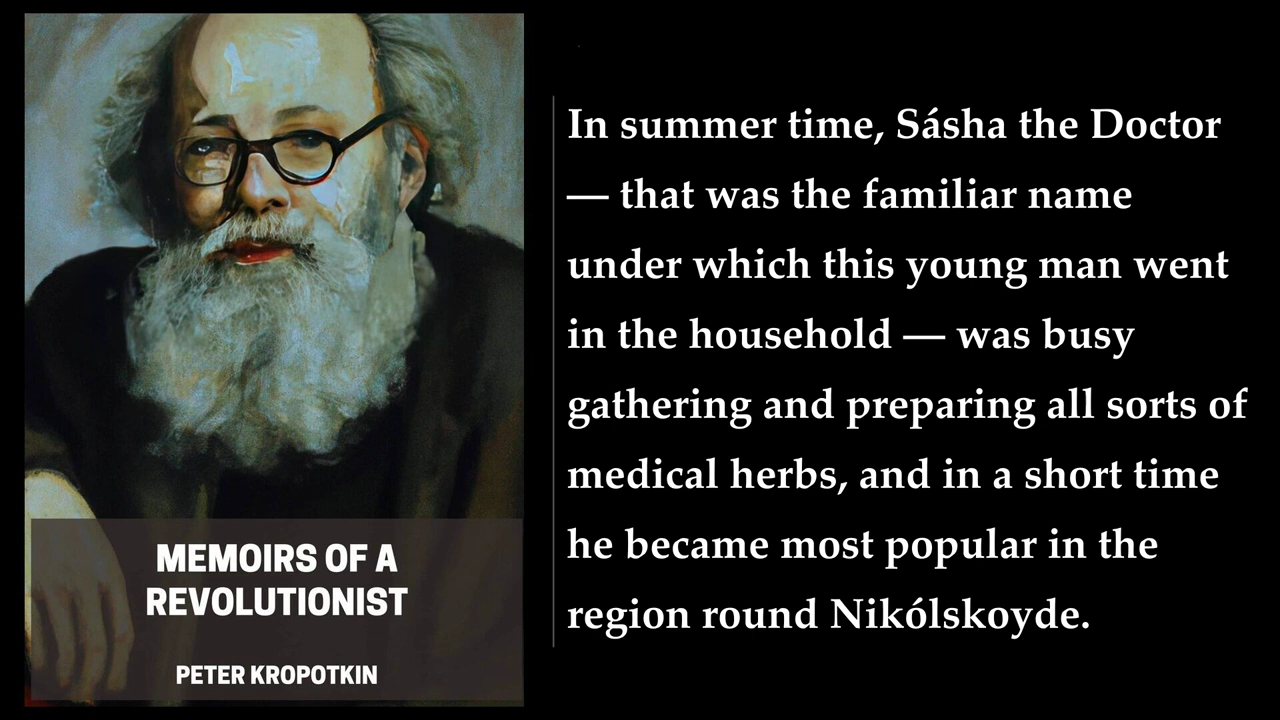 MEMOIRS OF A
REVOLUTIONIST
PETER KROPOTKIN
In summer time, Sásha the Doctor
— that was the familiar name
under which this young man went
in the household — was busy
gathering and preparing all sorts of
medical herbs, and in a short time
he became most popular in the
region round Nikólskoyde.